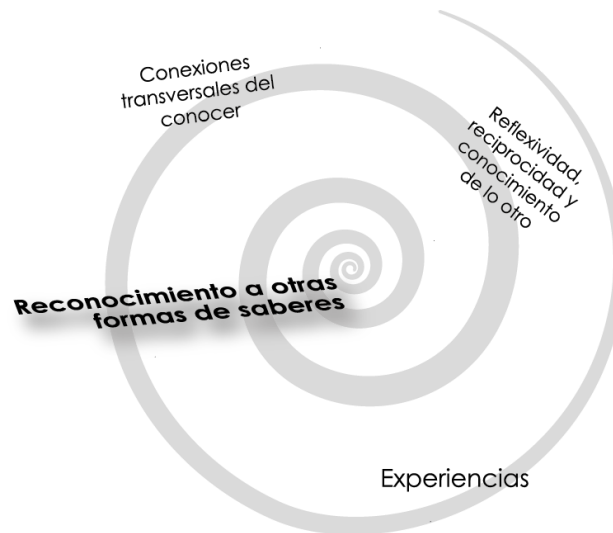 Conexiones
transversales del
conocer
Reflexividad,
reciprocidad y
conocimiento
de lo otro
Reconocimiento a otras
formas de saberes
Experiencias